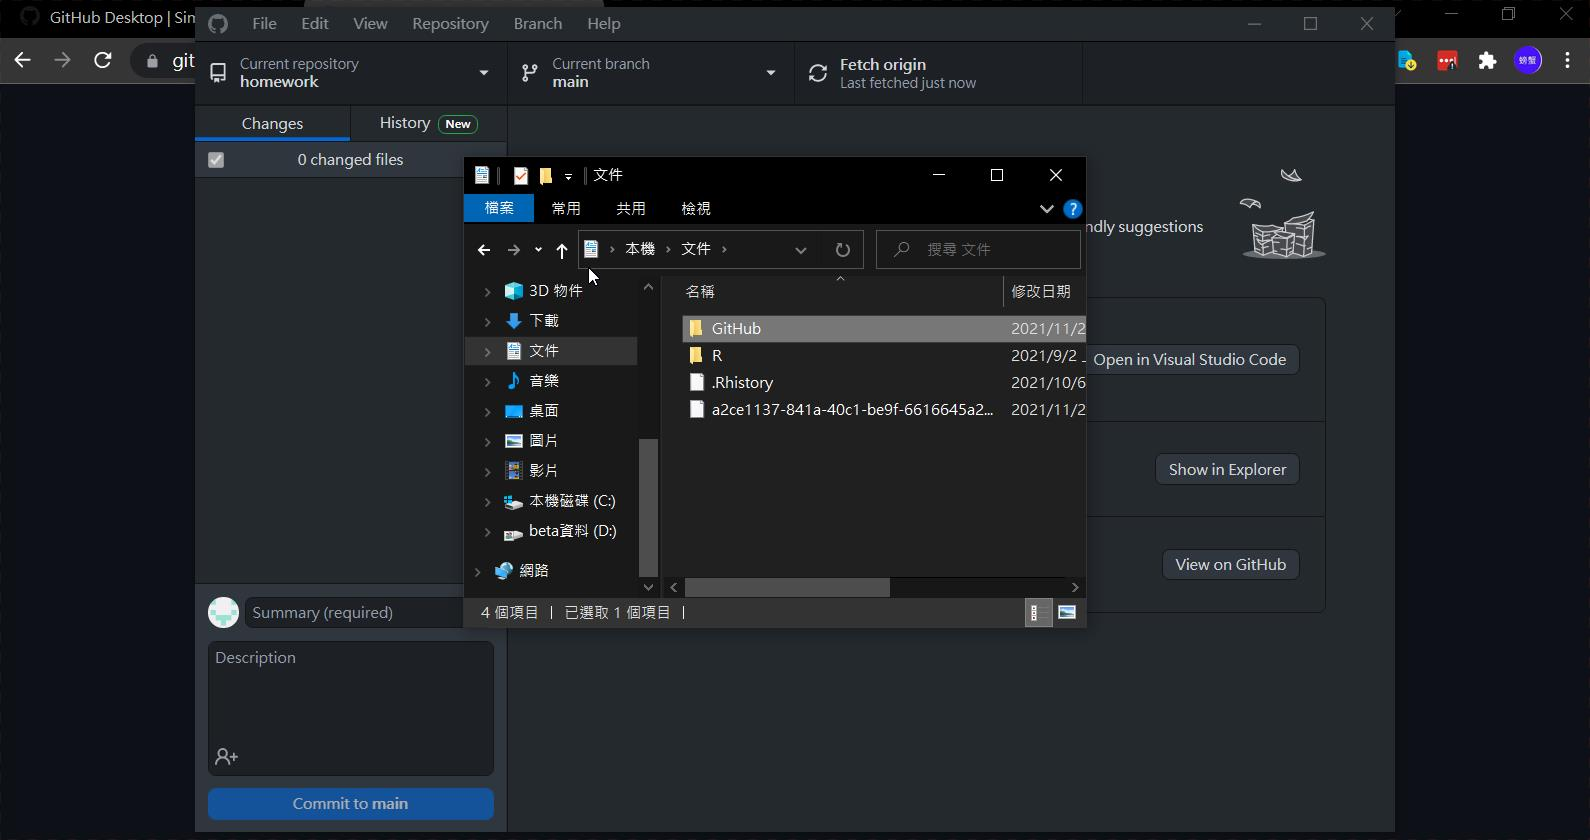 GitHub Desktop | Sim
File Edit View Repository Branch Help
git
螃蟹
Current repository
homework
Current branch
main
Fetch origin
Last fetched just now
Changes
History New
0 changed files
ndly suggestions
Open in Visual Studio Code
Show in Explorer
View on GitHub
Summary (required)
Description
Commit to main
文件
檔案 常用 共用 檢視
本機 文件
搜尋 文件
3D 物件
下載
文件
音樂
桌面
圖片
影片
本機磁碟 (C:)
beta資料 (D:)
網路
名稱 修改日期
GitHub 2021/11/2
R 2021/9/2
.Rhistory 2021/10/6
a2ce1137-841a-40c1-be9f-6616645a2... 2021/11/2
4 個項目 已選取 1 個項目